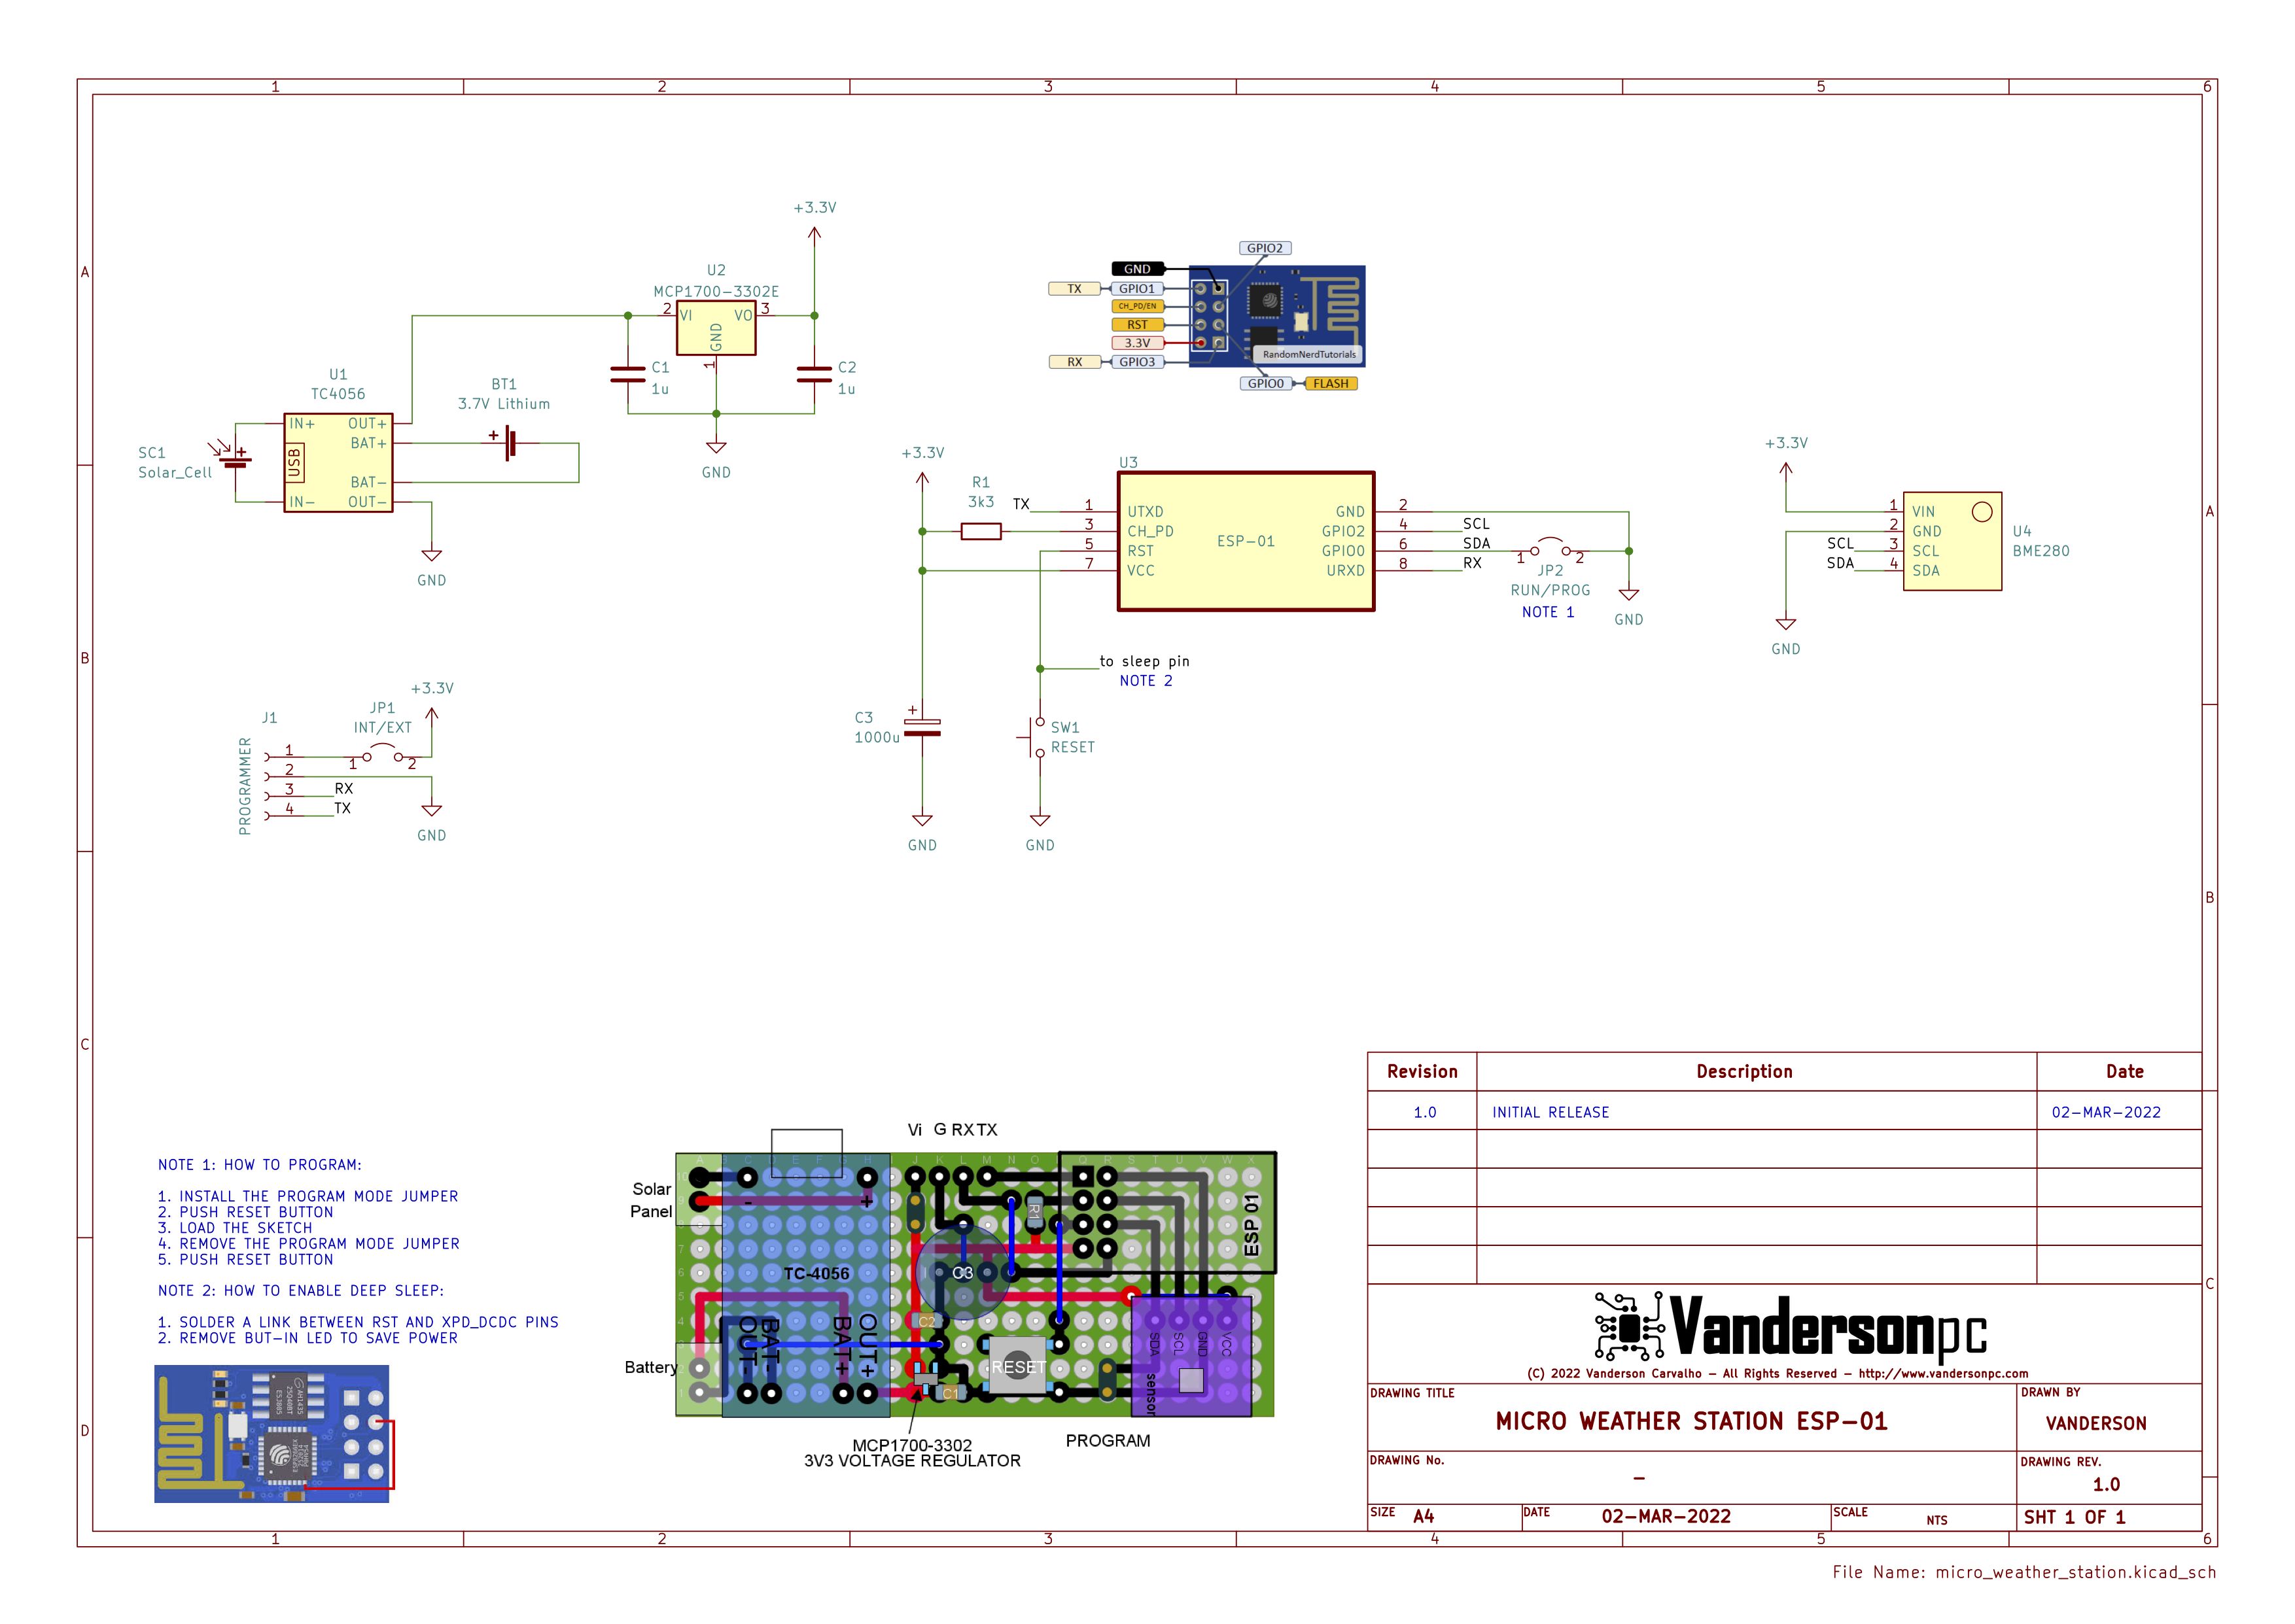 1 2 3 4 5 6
A
B
C
D
A
B
C
+3.3V
U2
MCP1700-3302E
2 VI VO 3
GND
1
C1
1u
C2
1u
GND
U1
TC4056
IN+ OUT+
BAT+
USB
BAT-
IN- OUT-
SC1
Solar_Cell
BT1
3.7V Lithium
GND
GPIO2
GND
TX GPIO1
CH_PD/EN
RST
3.3V
RX GPIO3
RandomNerdTutorials
GPIO0 FLASH
+3.3V
R1
3k3
U3
TX 1 UTXD GND 2
3 CH_PD GPIO2 4 SCL
ESP-01
5 RST GPIO0 6 SDA
7 VCC URXD 8 RX
1 2
JP2
RUN/PROG
NOTE 1
GND
to sleep pin
NOTE 2
C3
1000u
SW1
RESET
GND
GND
+3.3V
1 VIN
2 GND
SCL 3 SCL
SDA 4 SDA
U4
BME280
GND
J1
PROGRAMMER
JP1
INT/EXT
+3.3V
1
1 2
2
3 RX
4 TX
GND
NOTE 1: HOW TO PROGRAM:
1. INSTALL THE PROGRAM MODE JUMPER
2. PUSH RESET BUTTON
3. LOAD THE SKETCH
4. REMOVE THE PROGRAM MODE JUMPER
5. PUSH RESET BUTTON
NOTE 2: HOW TO ENABLE DEEP SLEEP:
1. SOLDER A LINK BETWEEN RST AND XPD_DCDC PINS
2. REMOVE BUT-IN LED TO SAVE POWER
Vi G RX TX
Solar
Panel
- +
TC-4056
OUT-
BAT-
BAT+
OUT+
Battery
C3
R1
C2
C1
RESET
ESP 01
SDA
SCL
GND
VCC
sensor
MCP1700-3302
3V3 VOLTAGE REGULATOR
PROGRAM
Revision Description Date
1.0 INITIAL RELEASE 02-MAR-2022
Vandersonpc
(C) 2022 Vanderson Carvalho - All Rights Reserved - http://www.vandersonpc.com
DRAWING TITLE
MICRO WEATHER STATION ESP-01
DRAWN BY
VANDERSON
DRAWING No.
-
DRAWING REV.
1.0
SIZE A4
DATE 02-MAR-2022
SCALE NTS
SHT 1 OF 1
1 2 3 4 5 6
File Name: micro_weather_station.kicad_sch